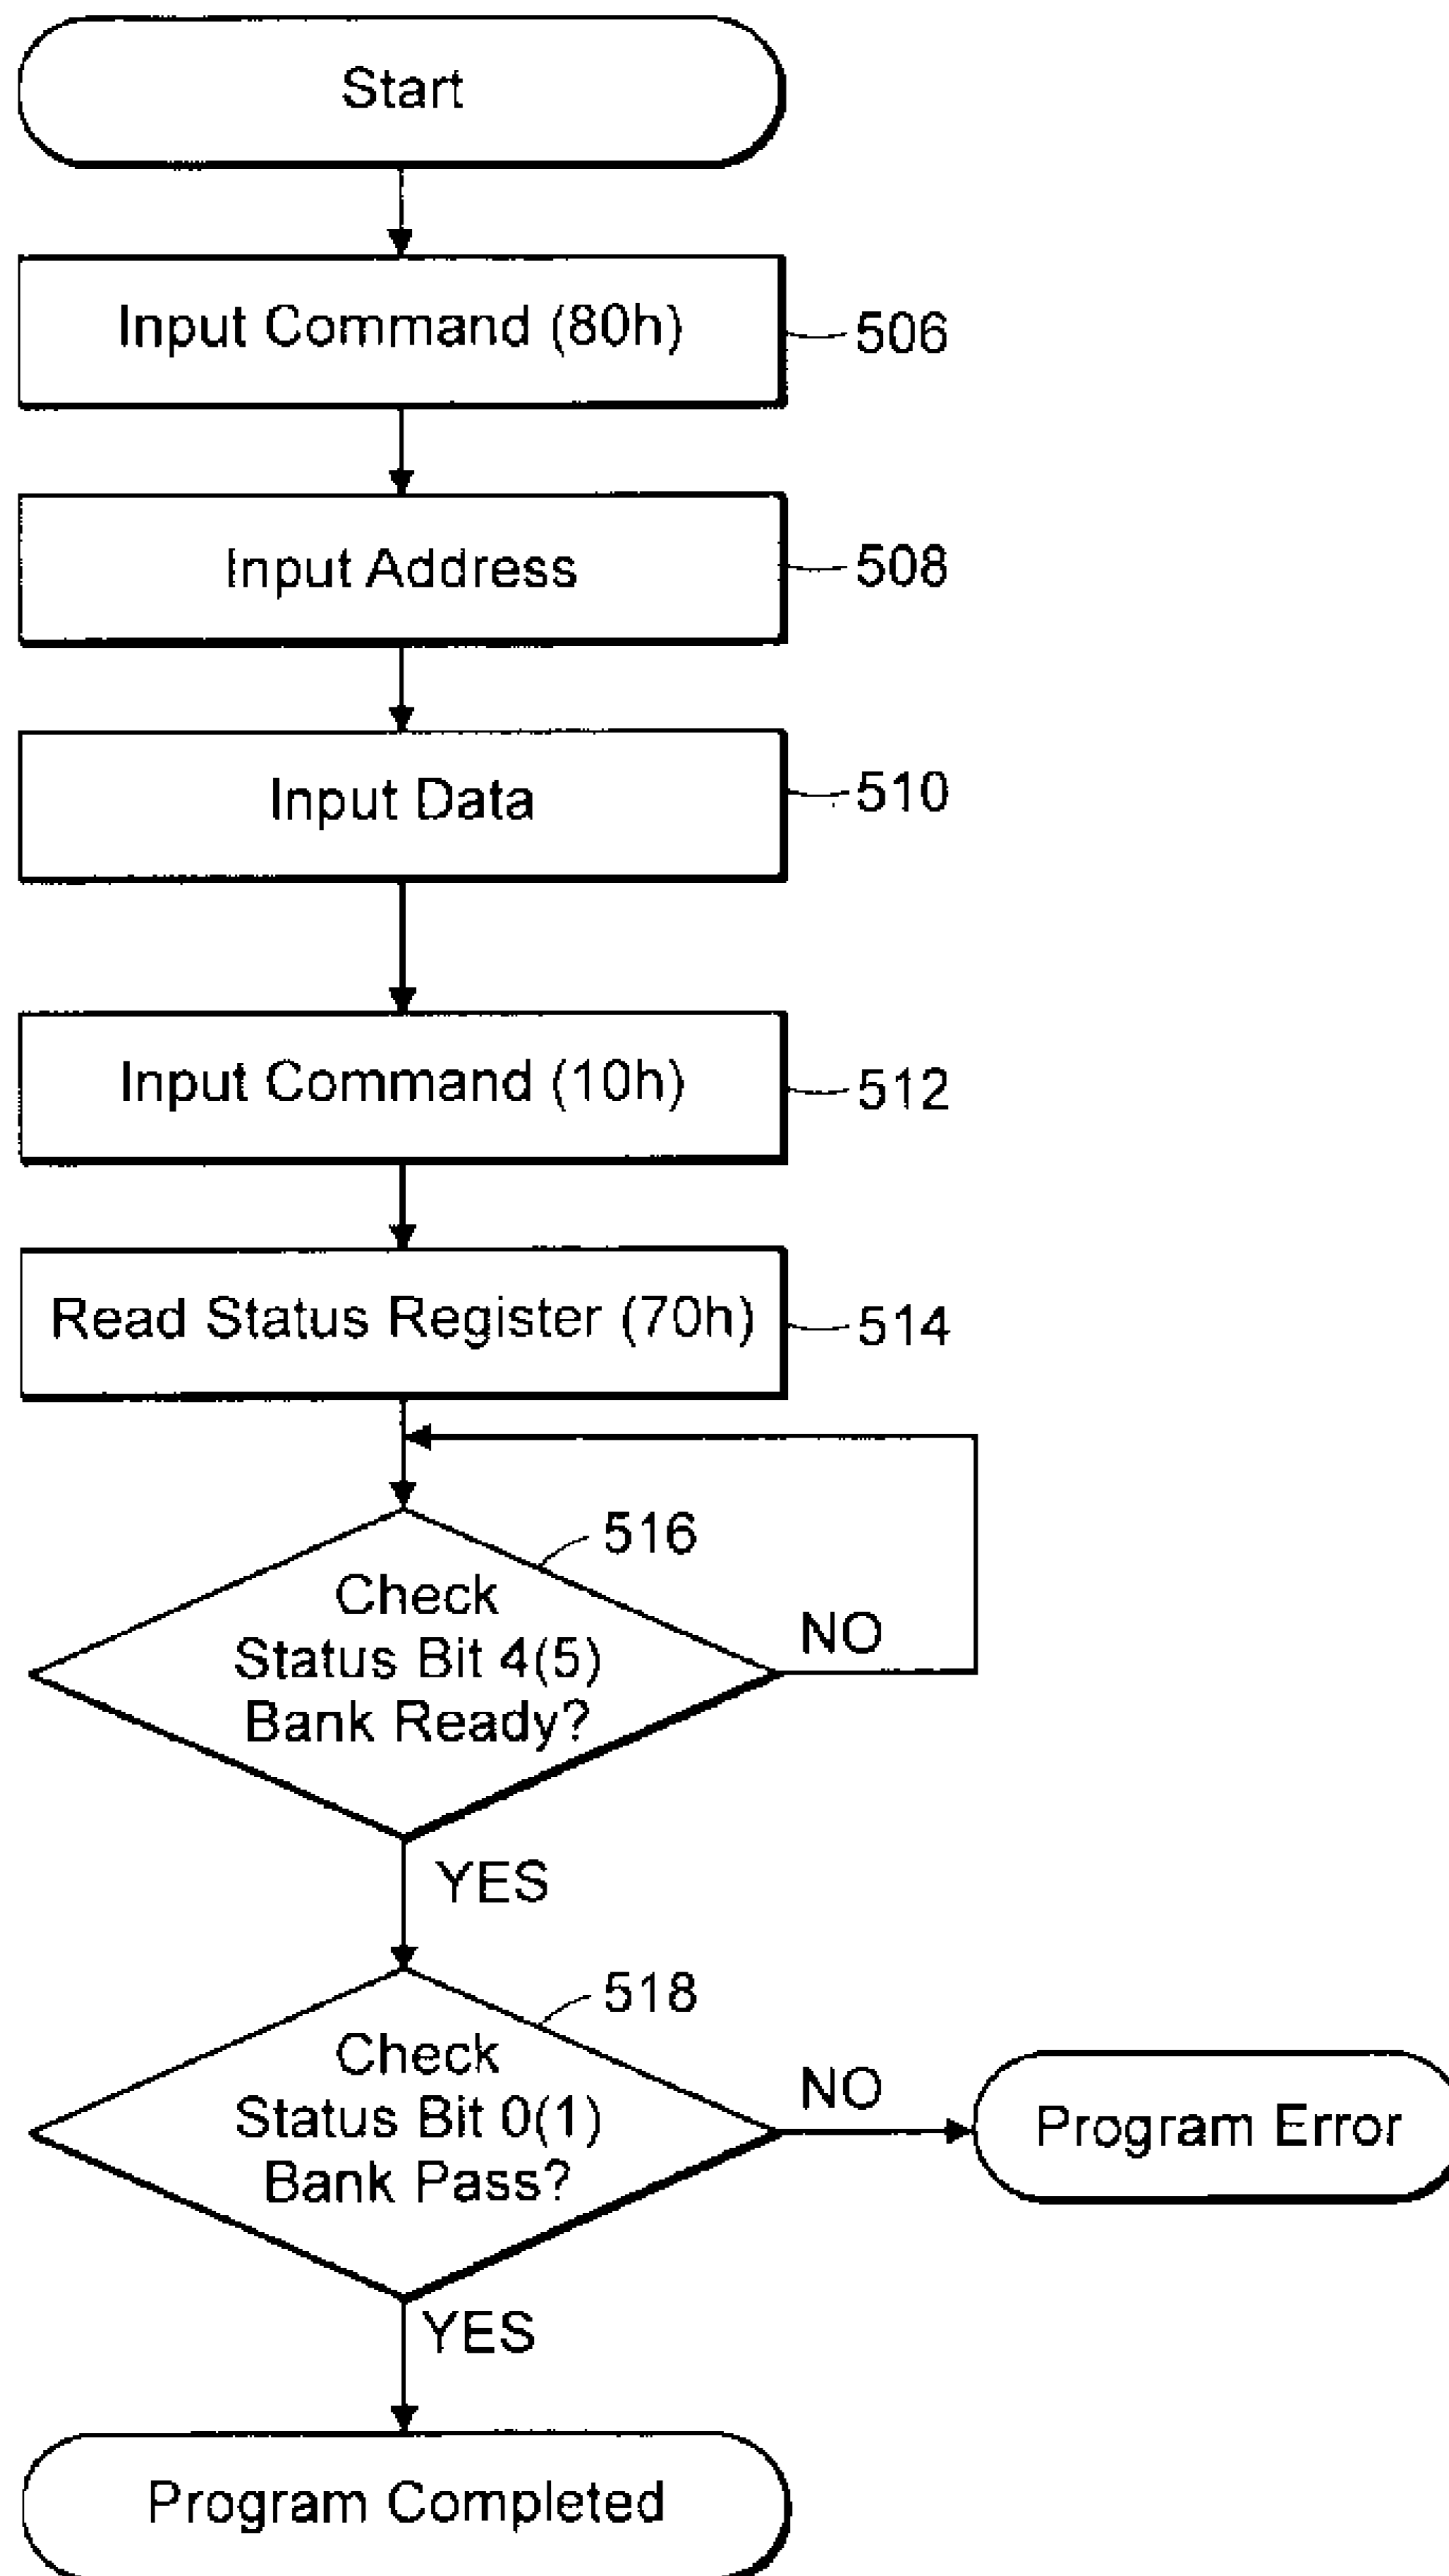 Start
Input Command (80h)
506
Input Address
508
Input Data
510
Input Command (10h)
512
Read Status Register (70h)
514
516
Check
Status Bit 4(5)
Bank Ready?
NO
YES
518
Check
Status Bit 0(1)
Bank Pass?
NO
Program Error
YES
Program Completed